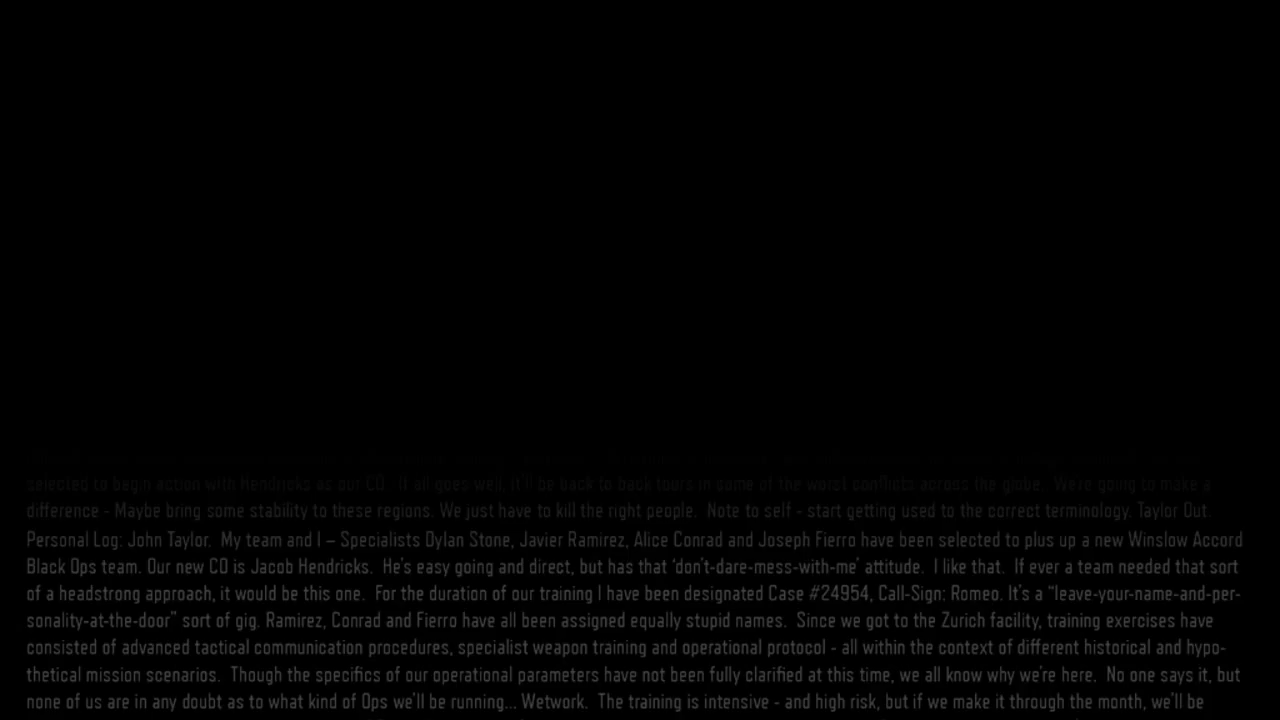 selected to begin action with Hendricks as our CO. If all goes well, it'll be back to back tours in some of the worst conflicts across the globe. We're going to make a
difference - Maybe bring some stability to these regions. We just have to kill the right people.  Note to self - start getting used to the correct terminology. Taylor Out.
Personal Log: John Taylor.  My team and I – Specialists Dylan Stone, Javier Ramirez, Alice Conrad and Joseph Fierro have been selected to plus up a new Winslow Accord
Black Ops team. Our new CO is Jacob Hendricks.  He's easy going and direct, but has that 'don't-dare-mess-with-me' attitude.  I like that.  If ever a team needed that sort
of a headstrong approach, it would be this one.  For the duration of our training I have been designated Case #24954, Call-Sign: Romeo. It's a "leave-your-name-and-per-
sonality-at-the-door" sort of gig. Ramirez, Conrad and Fierro have all been assigned equally stupid names.  Since we got to the Zurich facility, training exercises have
consisted of advanced tactical communication procedures, specialist weapon training and operational protocol - all within the context of different historical and hypo-
thetical mission scenarios.  Though the specifics of our operational parameters have not been fully clarified at this time, we all know why we're here.  No one says it, but
none of us are in any doubt as to what kind of Ops we'll be running... Wetwork.  The training is intensive - and high risk, but if we make it through the month, we'll be